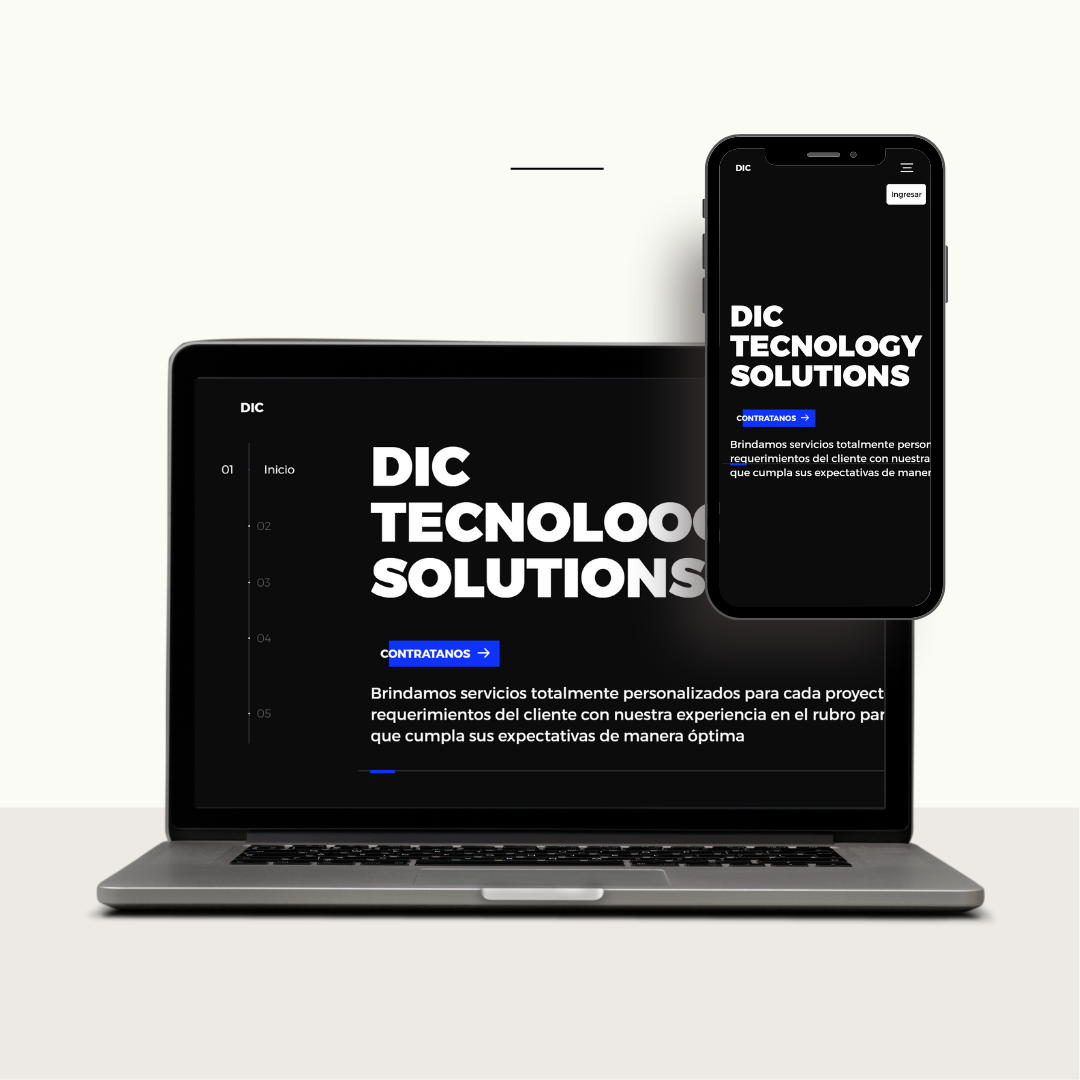 DIC
01 Inicio
02
03
04
05
DIC
TECNOLOO
SOLUTIONS
CONTRATANOS →
Brindamos servicios totalmente personalizados para cada proyect
requerimientos del cliente con nuestra experiencia en el rubro par
que cumpla sus expectativas de manera óptima
DIC
Ingresar
DIC
TECNOLOGY
SOLUTIONS
CONTRATANOS →
Brindamos servicios totalmente person
requerimientos del cliente con nuestra
que cumpla sus expectativas de maner